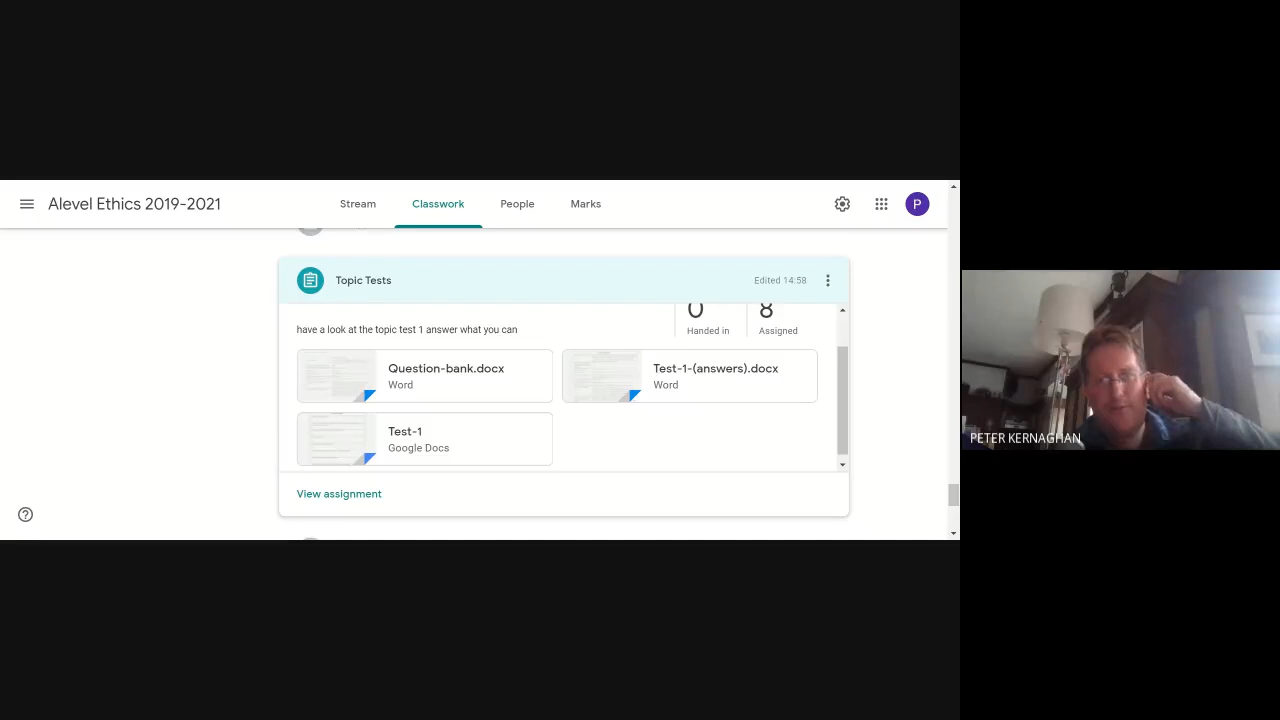 Alevel Ethics 2019-2021
Stream
Classwork
People
Marks
P
Topic Tests
Edited 14:58
have a look at the topic test 1 answer what you can
0
8
Handed in
Assigned
Question-bank.docx
Word
Test-1-(answers).docx
Word
Test-1
Google Docs
View assignment
PETER KERNAGHAN